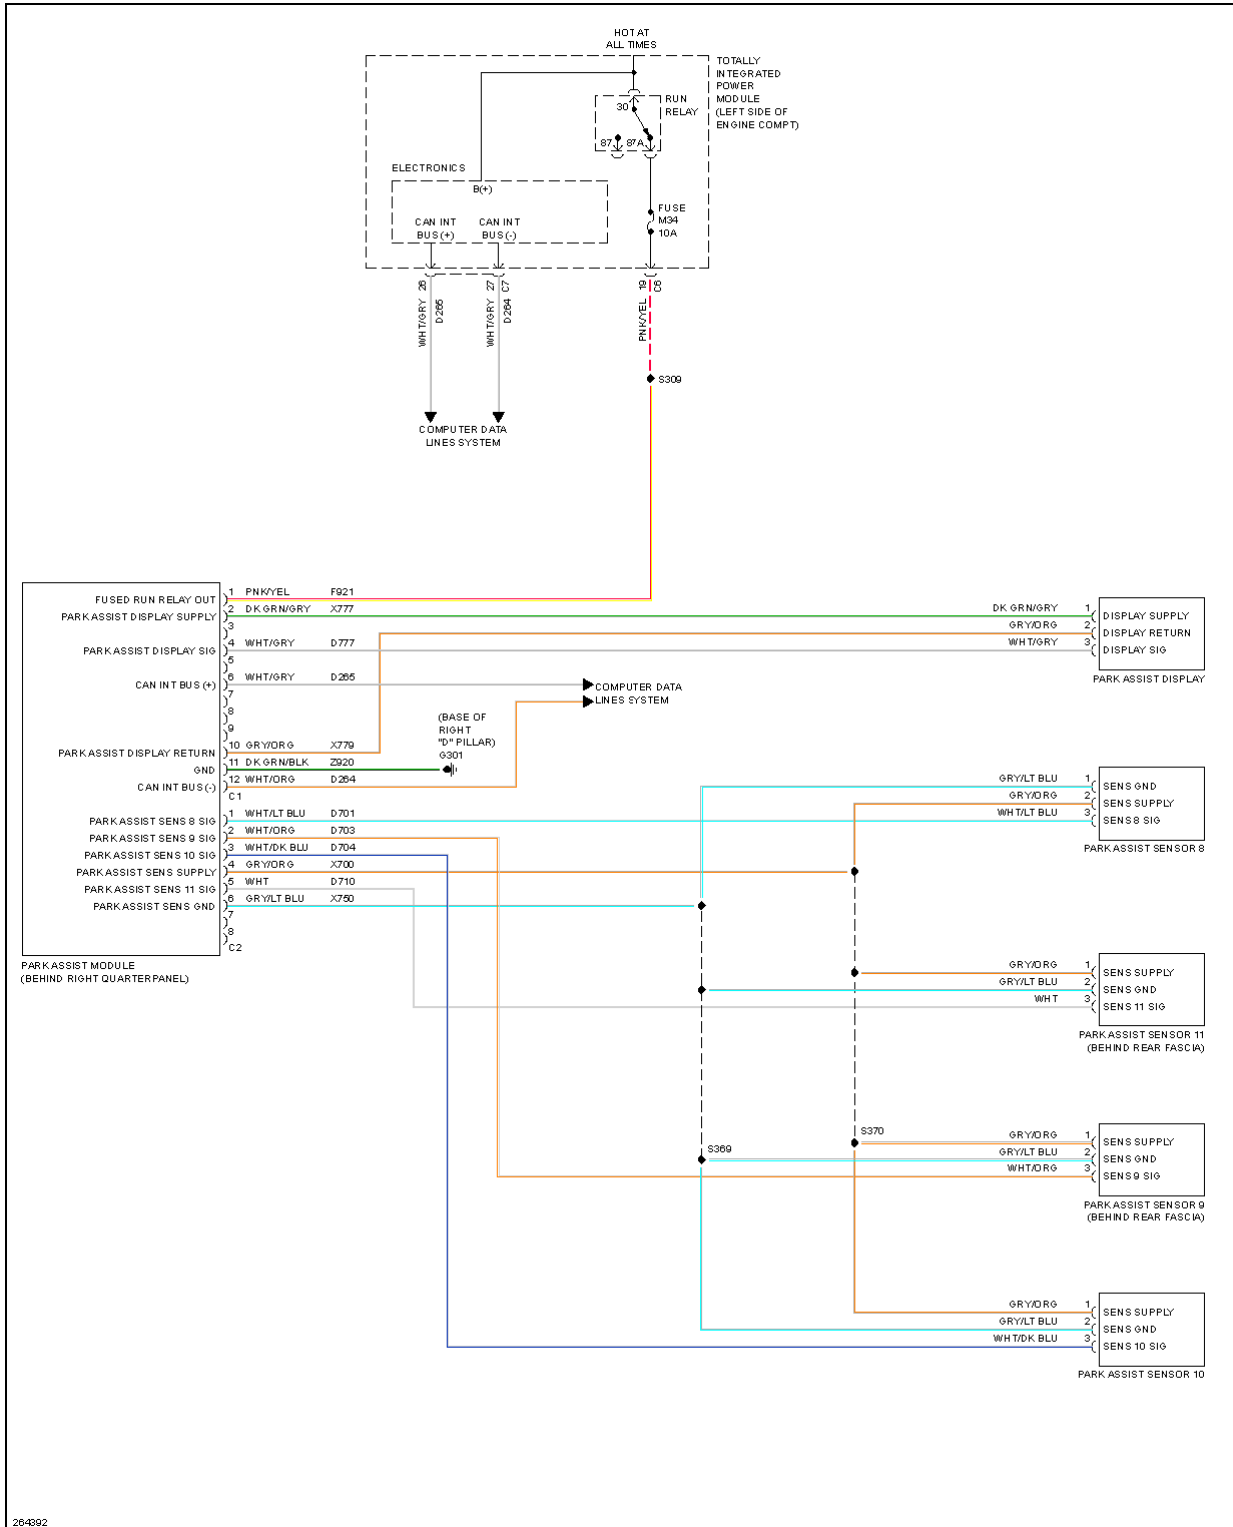 HOT AT
ALL TIMES
TOTALLY
INTEGRATED
POWER
MODULE
(LEFT SIDE OF
ENGINE COMPT)
RUN
RELAY
30
87
87A
ELECTRONICS
B(+)
CAN INT
BUS(+)
CAN INT
BUS(-)
FUSE
M34
10A
26
WHT/GRY
D265
27
C7
WHT/GRY
D264
19
C6
PNK/YEL
S309
COMPUTER DATA
LINES SYSTEM
FUSED RUN RELAY OUT 1 PNK/YEL F921
PARK ASSIST DISPLAY SUPPLY 2 DK GRN/GRY X777
3
PARK ASSIST DISPLAY SIG 4 WHT/GRY D777
5
CAN INT BUS (+) 6 WHT/GRY D265
7
8
9
PARK ASSIST DISPLAY RETURN 10 GRY/ORG X779
GND 11 DK GRN/BLK Z920
CAN INT BUS(-) 12 WHT/ORG D264
C1
PARK ASSIST SENS 8 SIG 1 WHT/LT BLU D701
PARK ASSIST SENS 9 SIG 2 WHT/ORG D703
PARK ASSIST SENS 10 SIG 3 WHT/DK BLU D704
PARK ASSIST SENS SUPPLY 4 GRY/ORG X700
PARK ASSIST SENS 11 SIG 5 WHT D710
PARK ASSIST SENS GND 6 GRY/LT BLU X750
7
8
C2
PARK ASSIST MODULE
(BEHIND RIGHT QUARTERPANEL)
COMPUTER DATA
LINES SYSTEM
(BASE OF
RIGHT
"D" PILLAR)
G301
DK GRN/GRY 1 DISPLAY SUPPLY
GRY/ORG 2 DISPLAY RETURN
WHT/GRY 3 DISPLAY SIG
PARK ASSIST DISPLAY
GRY/LT BLU 1 SENS GND
GRY/ORG 2 SENS SUPPLY
WHT/LT BLU 3 SENS 8 SIG
PARK ASSIST SENSOR 8
GRY/ORG 1 SENS SUPPLY
GRY/LT BLU 2 SENS GND
WHT 3 SENS 11 SIG
PARK ASSIST SENSOR 11
(BEHIND REAR FASCIA)
S370
S369
GRY/ORG 1 SENS SUPPLY
GRY/LT BLU 2 SENS GND
WHT/ORG 3 SENS 9 SIG
PARK ASSIST SENSOR 9
(BEHIND REAR FASCIA)
GRY/ORG 1 SENS SUPPLY
GRY/LT BLU 2 SENS GND
WHT/DK BLU 3 SENS 10 SIG
PARK ASSIST SENSOR 10
264392